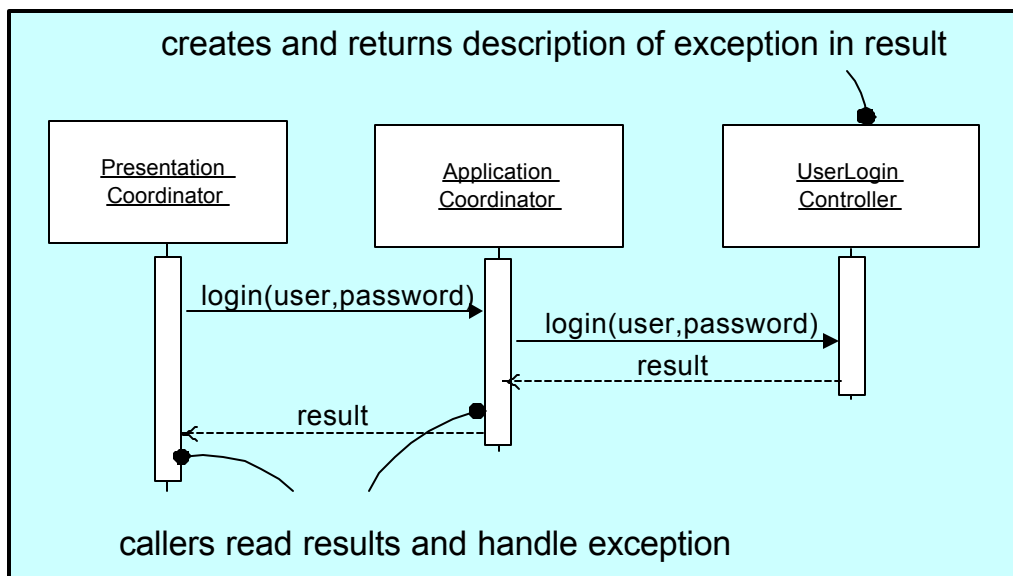 creates and returns description of exception in result
Presentation
Coordinator
Application
Coordinator
UserLogin
Controller
login(user,password)
login(user,password)
result
result
callers read results and handle exception